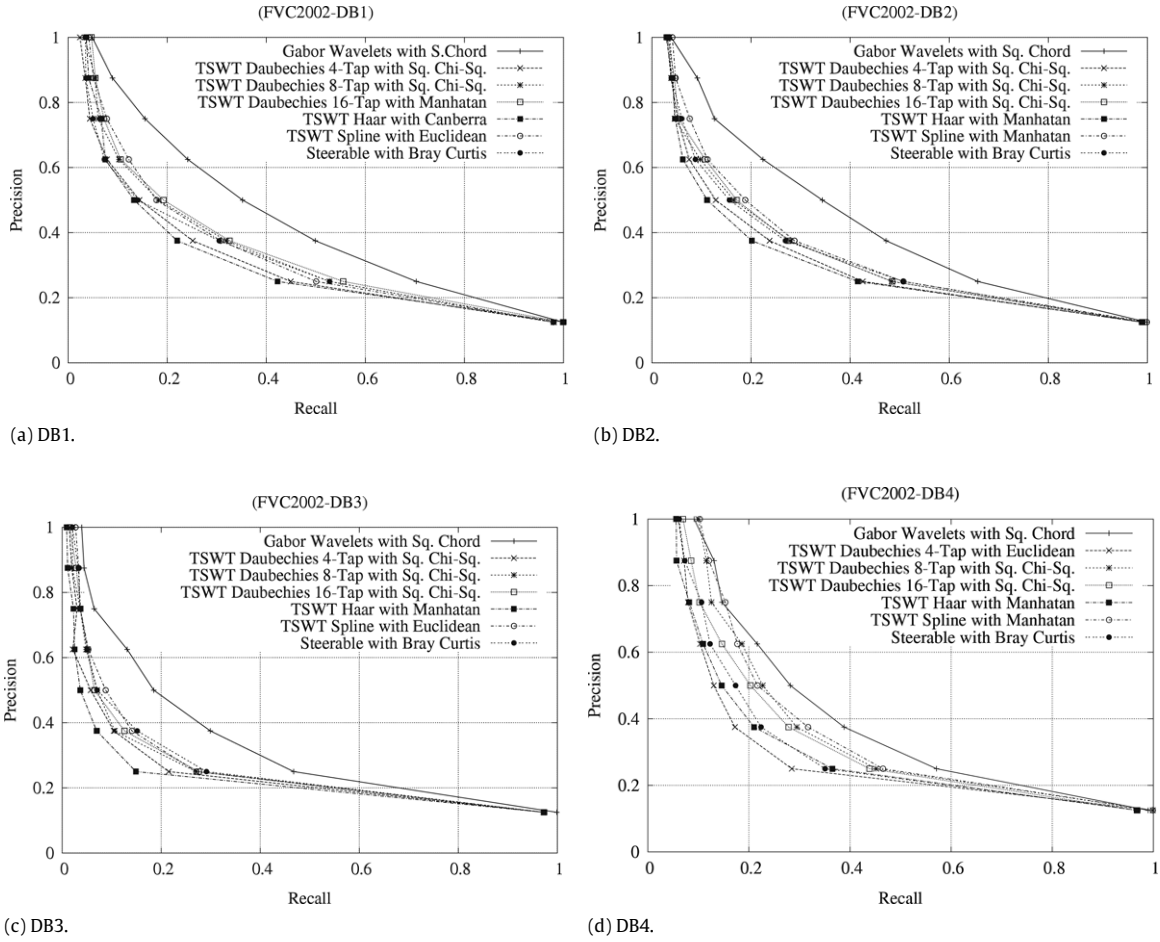 (FVC2002-DB1)
Gabor Wavelets with S.Chord
TSWT Daubechies 4-Tap with Sq. Chi-Sq.
TSWT Daubechies 8-Tap with Sq. Chi-Sq.
TSWT Daubechies 16-Tap with Manhatan
TSWT Haar with Canberra
TSWT Spline with Euclidean
Steerable with Bray Curtis
Precision
1
0.8
0.6
0.4
0.2
0
0 0.2 0.4 0.6 0.8 1
Recall
(a) DB1.
(FVC2002-DB2)
Gabor Wavelets with Sq. Chord
TSWT Daubechies 4-Tap with Sq. Chi-Sq.
TSWT Daubechies 8-Tap with Sq. Chi-Sq.
TSWT Daubechies 16-Tap with Sq. Chi-Sq.
TSWT Haar with Manhatan
TSWT Spline with Manhatan
Steerable with Bray Curtis
Precision
1
0.8
0.6
0.4
0.2
0
0 0.2 0.4 0.6 0.8 1
Recall
(b) DB2.
(FVC2002-DB3)
Gabor Wavelets with Sq. Chord
TSWT Daubechies 4-Tap with Sq. Chi-Sq.
TSWT Daubechies 8-Tap with Sq. Chi-Sq.
TSWT Daubechies 16-Tap with Sq. Chi-Sq.
TSWT Haar with Manhatan
TSWT Spline with Euclidean
Steerable with Bray Curtis
Precision
1
0.8
0.6
0.4
0.2
0
0 0.2 0.4 0.6 0.8 1
Recall
(c) DB3.
(FVC2002-DB4)
Gabor Wavelets with Sq. Chord
TSWT Daubechies 4-Tap with Euclidean
TSWT Daubechies 8-Tap with Sq. Chi-Sq.
TSWT Daubechies 16-Tap with Sq. Chi-Sq.
TSWT Haar with Manhatan
TSWT Spline with Manhatan
Steerable with Bray Curtis
Precision
1
0.8
0.6
0.4
0.2
0
0 0.2 0.4 0.6 0.8 1
Recall
(d) DB4.